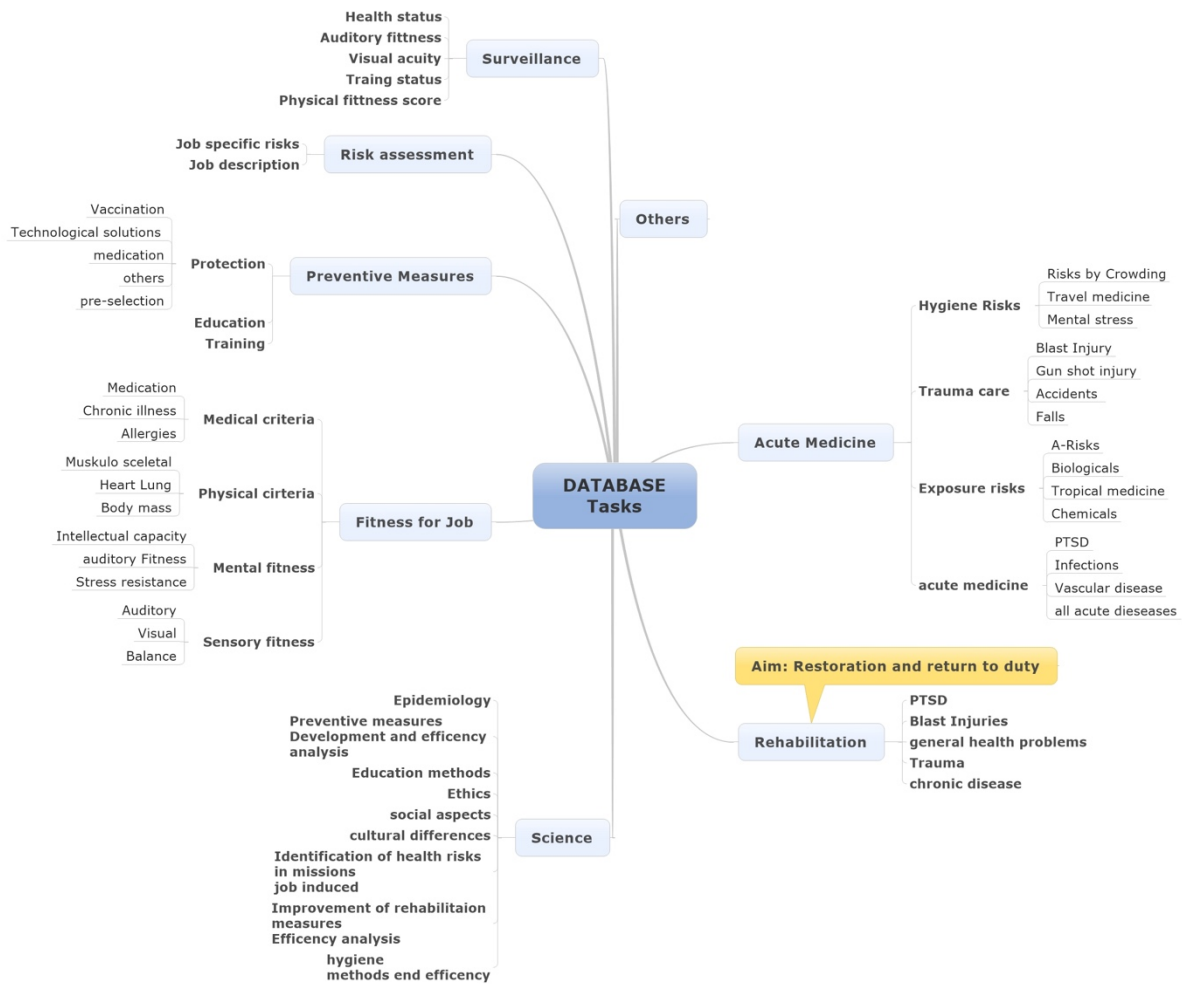 Health status
Auditory fittness
Visual acuity
Traing status
Physical fittness score
Surveillance
Job specific risks
Job description
Risk assessment
Vaccination
Technological solutions
medication
others
pre-selection
Protection
Education
Training
Preventive Measures
Medication
Chronic illness
Allergies
Medical criteria
Muskulo sceletal
Heart Lung
Body mass
Physical cirteria
Intellectual capacity
auditory Fitness
Stress resistance
Mental fitness
Auditory
Visual
Balance
Sensory fitness
Fitness for Job
Epidemiology
Preventive measures
Development and efficency
analysis
Education methods
Ethics
social aspects
cultural differences
Identification of health risks
in missions
job induced
Improvement of rehabilitaion
measures
Efficency analysis
hygiene
methods end efficency
Science
DATABASE
Tasks
Others
Acute Medicine
Hygiene Risks
Risks by Crowding
Travel medicine
Mental stress
Trauma care
Blast Injury
Gun shot injury
Accidents
Falls
Exposure risks
A-Risks
Biologicals
Tropical medicine
Chemicals
acute medicine
PTSD
Infections
Vascular disease
all acute dieseases
Aim: Restoration and return to duty
Rehabilitation
PTSD
Blast Injuries
general health problems
Trauma
chronic disease